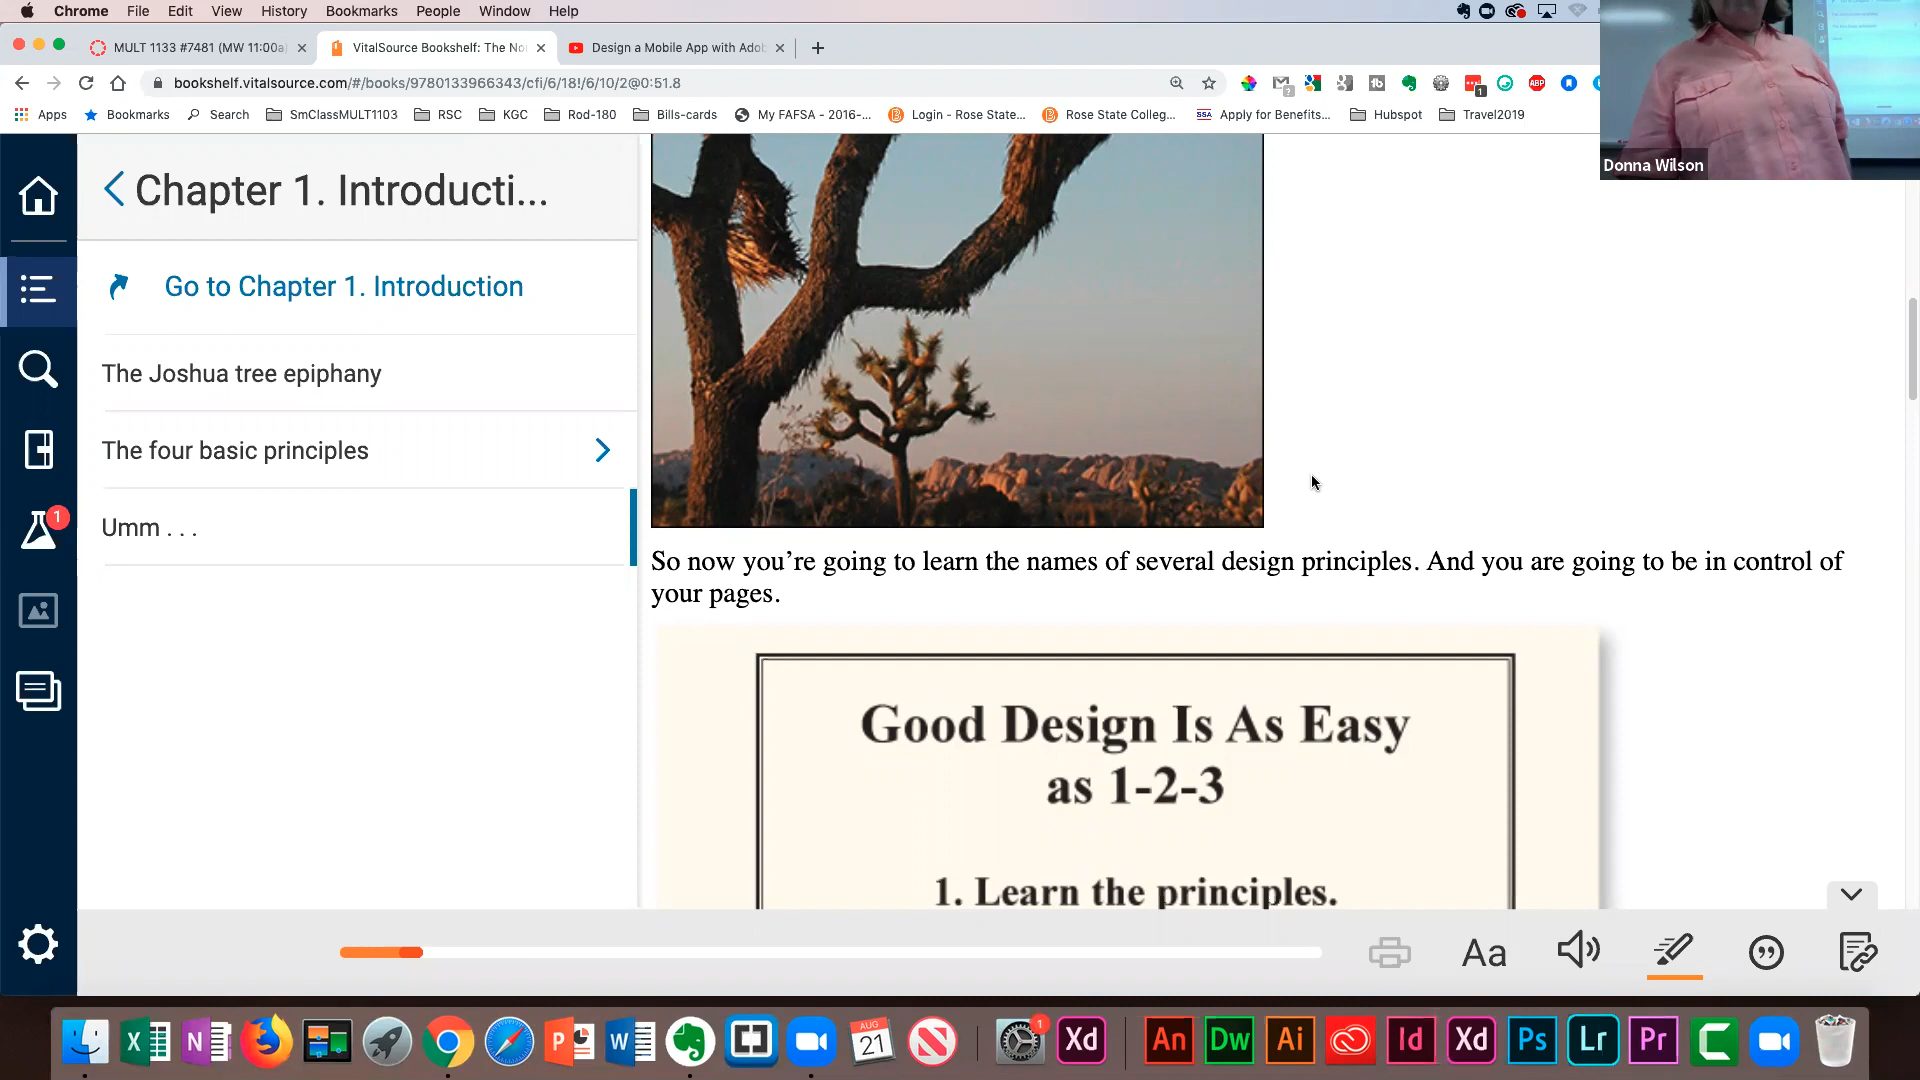 Chrome File Edit View History Bookmarks People Window Help
MULT 1133 #7481 (MW 11:00a
VitalSource Bookshelf: The No
Design a Mobile App with Adob
bookshelf.vitalsource.com/#/books/9780133966343/cfi/6/18!/6/10/2@0:51.8
ABP
1
Apps Bookmarks Search SmClassMULT1103 RSC KGC Rod-180 Bills-cards My FAFSA - 2016-... Login - Rose State... Rose State Colleg... SSA Apply for Benefits... Hubspot Travel2019
Donna Wilson
Chapter 1. Introducti...
Go to Chapter 1. Introduction
The Joshua tree epiphany
The four basic principles
Umm . . .
1
So now you’re going to learn the names of several design principles. And you are going to be in control of
your pages.
Good Design Is As Easy
as 1-2-3
1. Learn the principles.
Aa
X N P W AUG 21 1 Xd An Dw Ai Id Xd Ps Lr Pr C